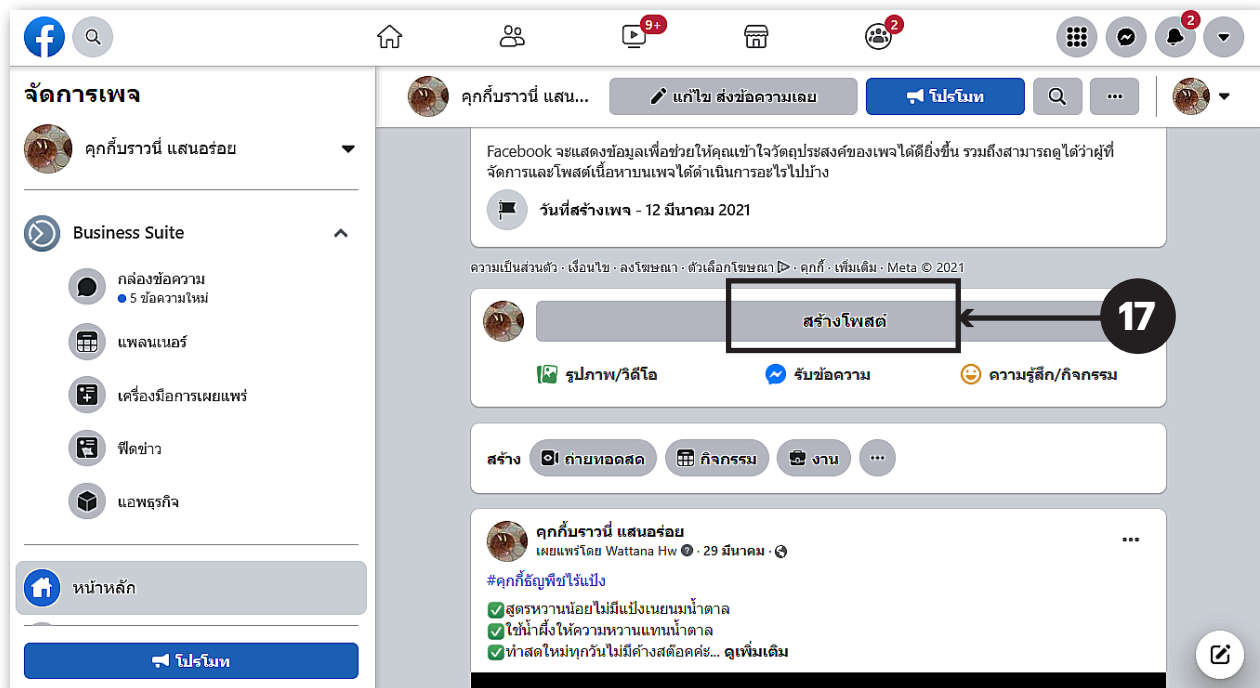 9+
2
2
จัดการเพจ
คุกกี้บราวนี่ แสนอร่อย
Business Suite
กล่องข้อความ
5 ข้อความใหม่
แพลนเนอร์
เครื่องมือการเผยแพร่
ฟีดข่าว
แอพธุรกิจ
หน้าหลัก
โปรโมท
คุกกี้บราวนี่ แสน...
แก้ไข ส่งข้อความเลย
โปรโมท
Facebook จะแสดงข้อมูลเพื่อช่วยให้คุณเข้าใจวัตถุประสงค์ของเพจได้ดียิ่งขึ้น รวมถึงสามารถดูได้ว่าผู้ที่
จัดการและโพสต์เนื้อหาบนเพจได้ดำเนินการอะไรไปบ้าง
วันที่สร้างเพจ - 12 มีนาคม 2021
ความเป็นส่วนตัว · เงื่อนไข · ลงโฆษณา · ตัวเลือกโฆษณา · คุกกี้ · เพิ่มเติม · Meta © 2021
สร้างโพสต์
17
รูปภาพ/วิดีโอ
รับข้อความ
ความรู้สึก/กิจกรรม
สร้าง ถ่ายทอดสด กิจกรรม งาน
คุกกี้บราวนี่ แสนอร่อย
เผยแพร่โดย Wattana Hw · 29 มีนาคม ·
#คุกกี้ธัญพืชไร้แป้ง
✅สูตรหวานน้อยไม่มีแป้งเนยนมน้ำตาล
✅ใช้น้ำผึ้งให้ความหวานแทนน้ำตาล
✅ทำสดใหม่ทุกวันไม่มีค้างสต๊อคค่ะ... ดูเพิ่มเติม